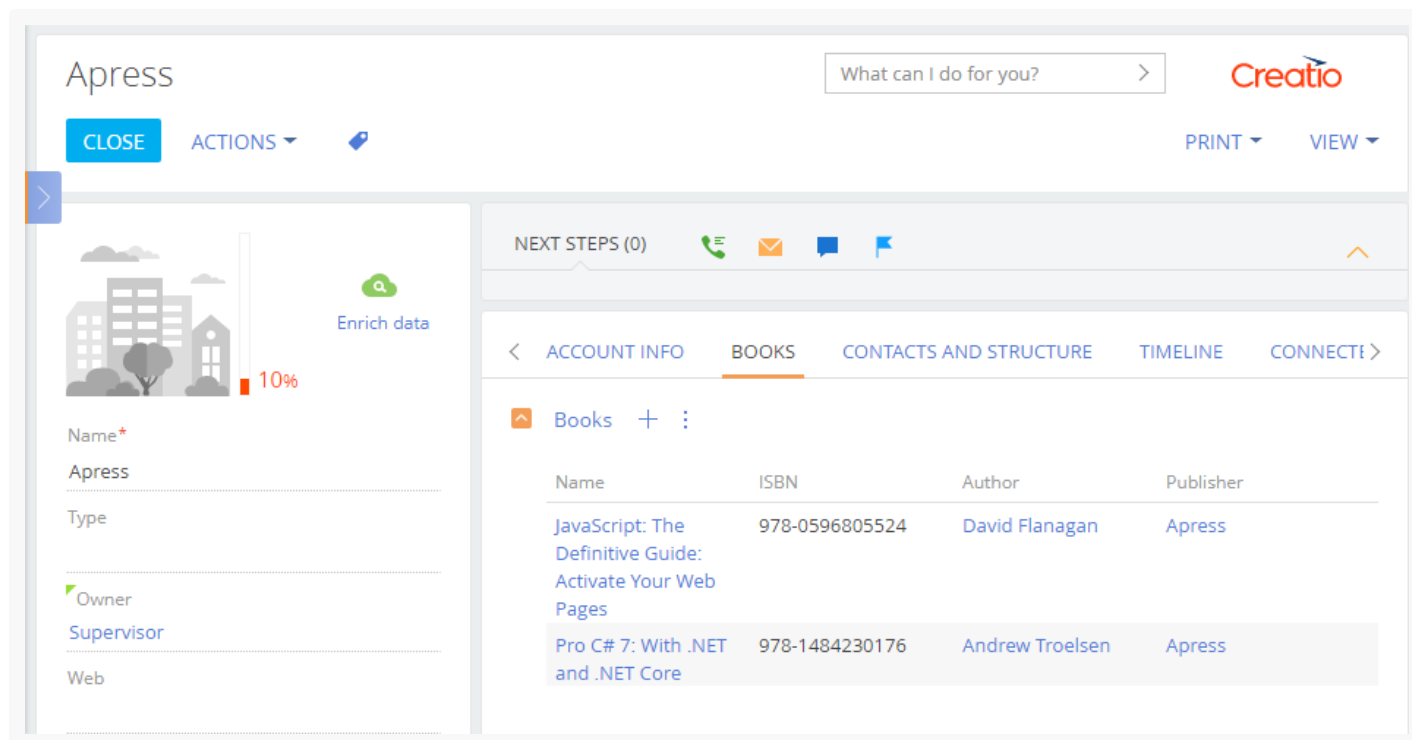 Apress
What can I do for you?
Creatio
CLOSE ACTIONS PRINT VIEW
Enrich data
10%
Name*
Apress
Type
Owner
Supervisor
Web
NEXT STEPS (0)
ACCOUNT INFO BOOKS CONTACTS AND STRUCTURE TIMELINE CONNECTE
Books
Name ISBN Author Publisher
JavaScript: The 978-0596805524 David Flanagan Apress
Definitive Guide:
Activate Your Web
Pages
Pro C# 7: With .NET 978-1484230176 Andrew Troelsen Apress
and .NET Core